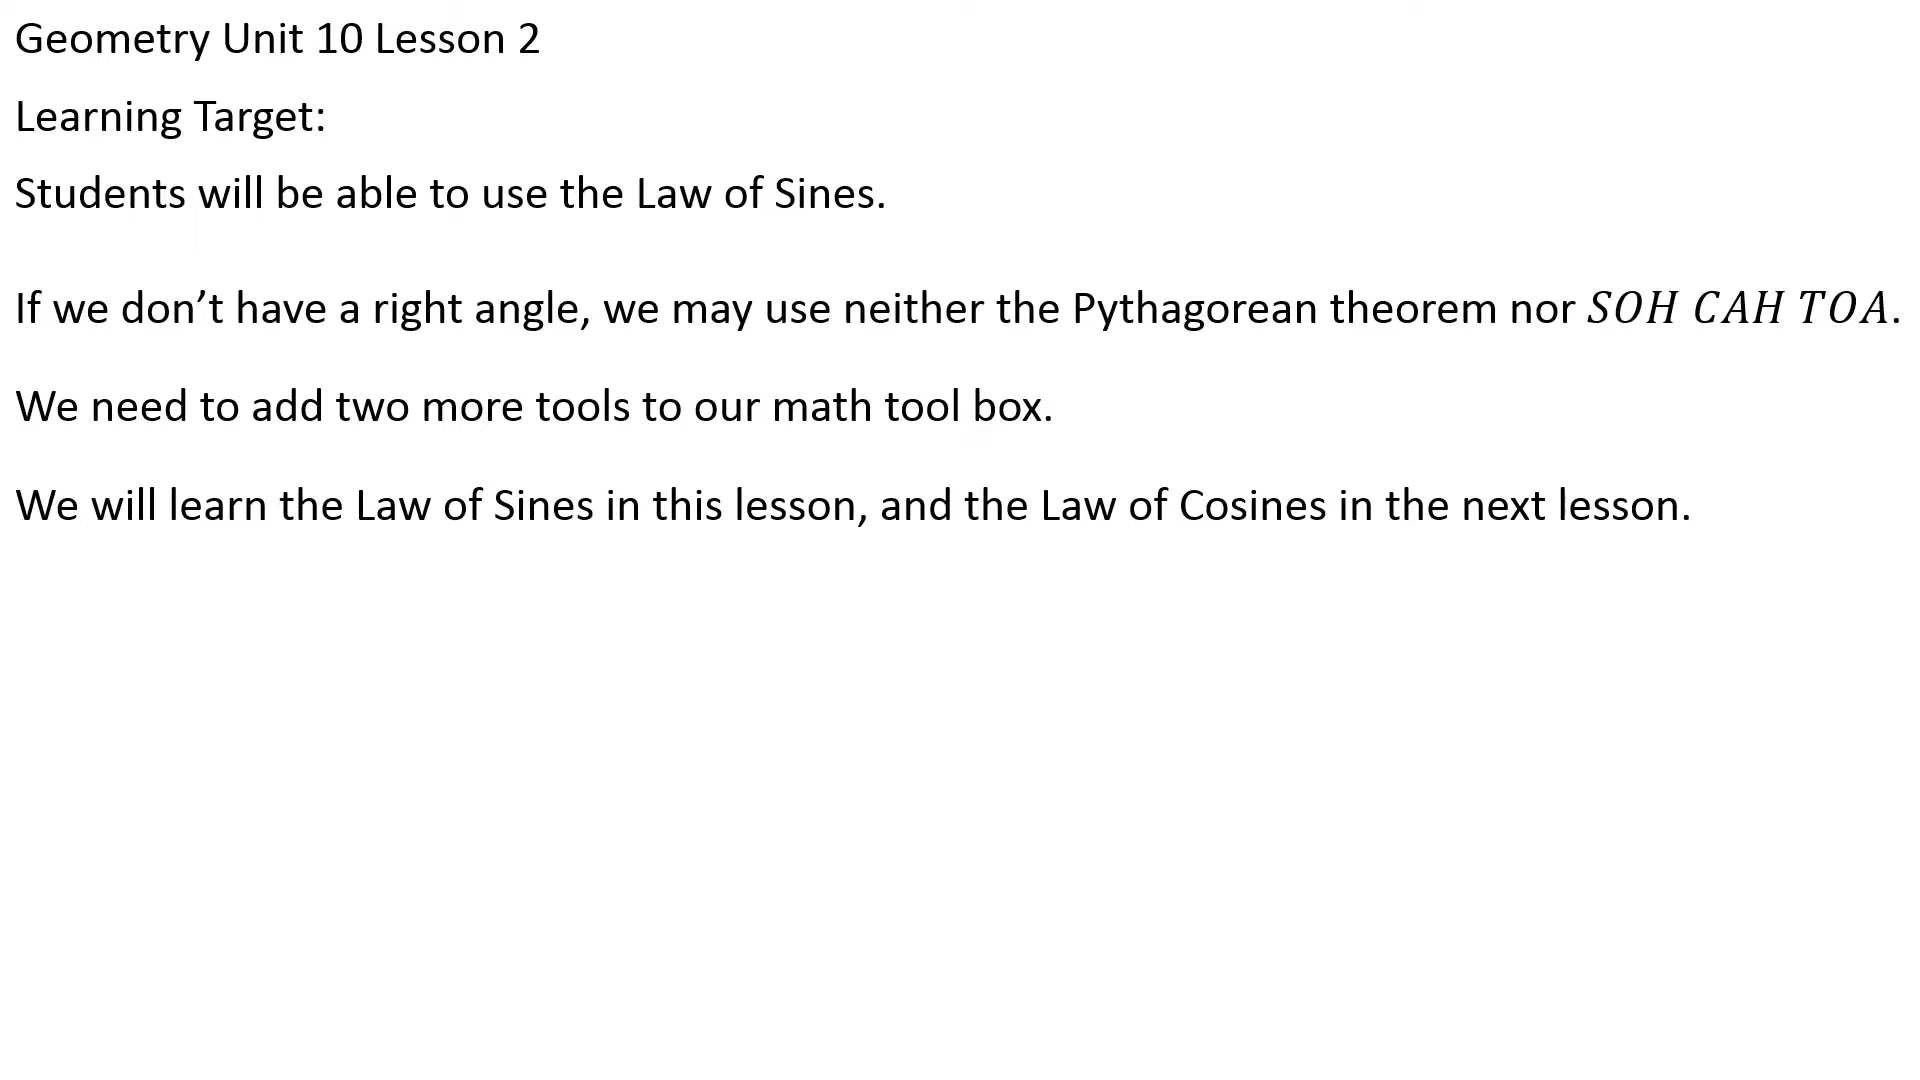 Geometry Unit 10 Lesson 2
Learning Target:
Students will be able to use the Law of Sines.
If we don’t have a right angle, we may use neither the Pythagorean theorem nor SOH CAH TOA.
We need to add two more tools to our math tool box.
We will learn the Law of Sines in this lesson, and the Law of Cosines in the next lesson.